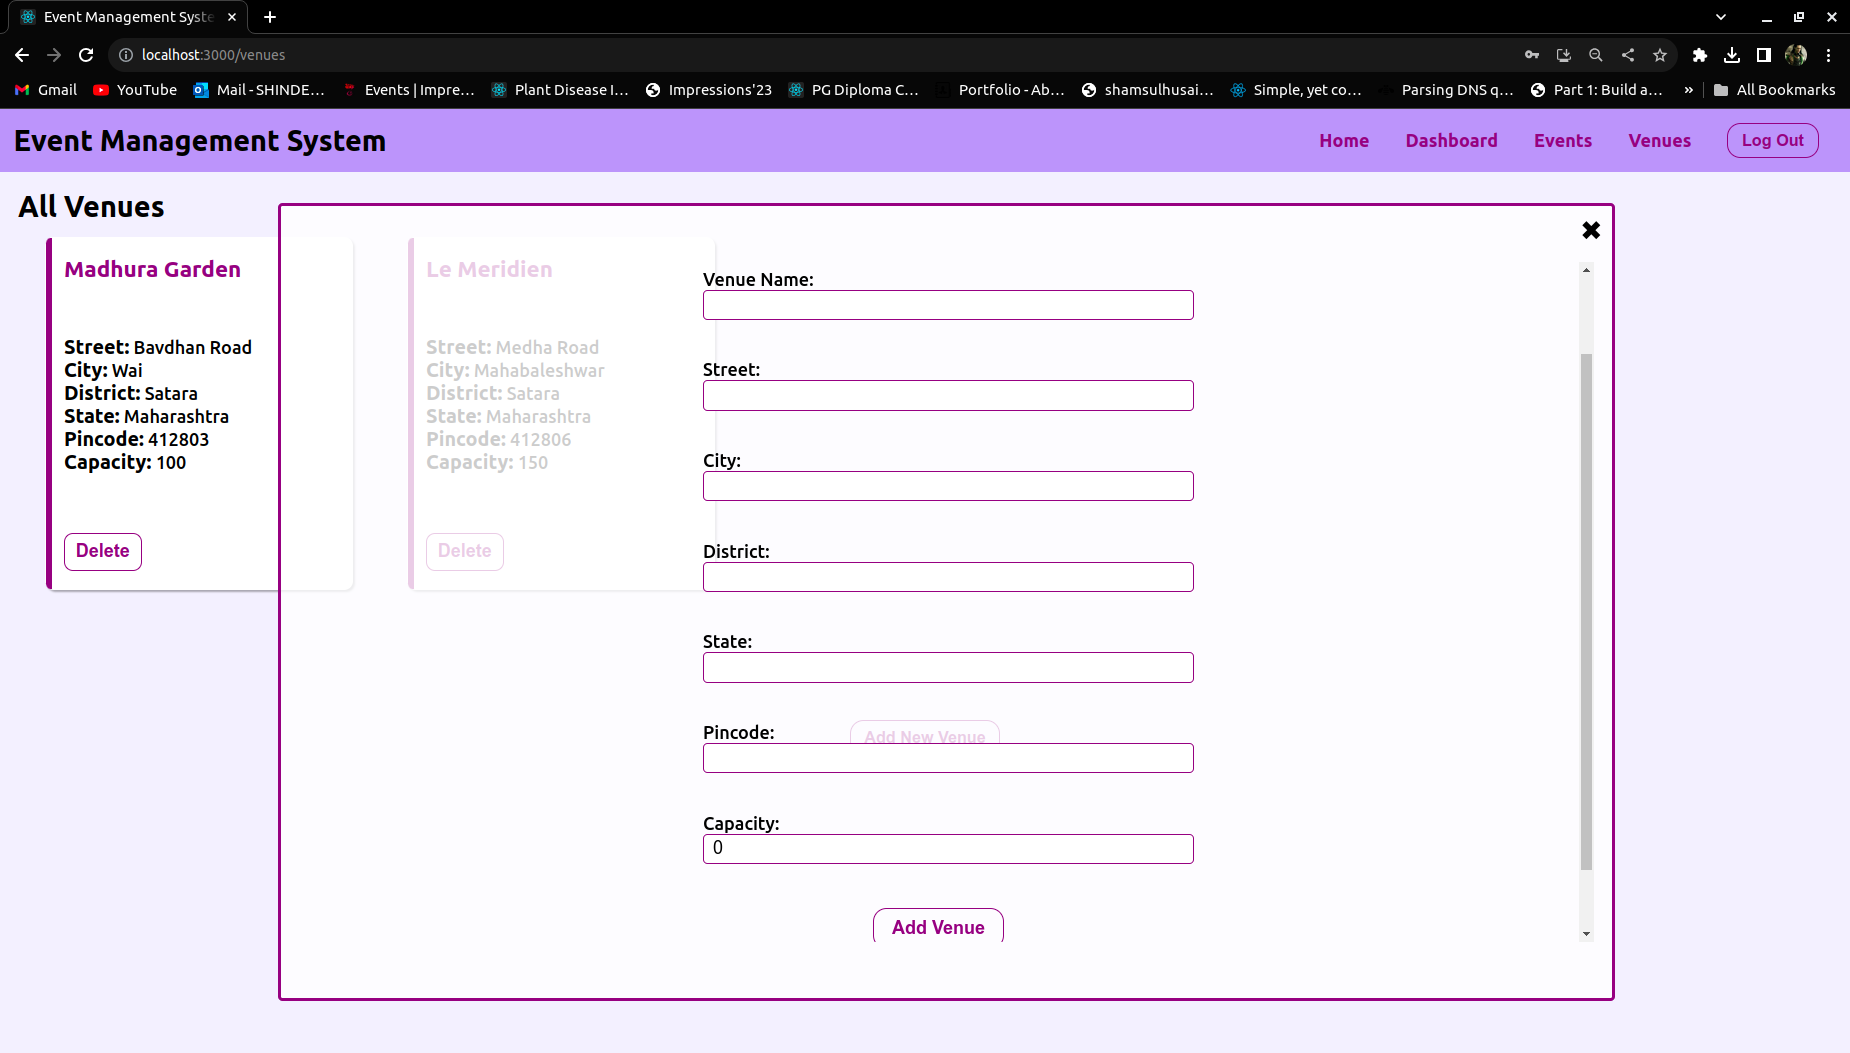 Event Management Syste
localhost:3000/venues
Gmail YouTube Mail - SHINDE... Events | Impre... Plant Disease I... Impressions'23 PG Diploma C... Portfolio - Ab... shamsulhusai... Simple, yet co... Parsing DNS q... Part 1: Build a... » All Bookmarks
Event Management System Home Dashboard Events Venues Log Out
All Venues
Madhura Garden
Street: Bavdhan Road
City: Wai
District: Satara
State: Maharashtra
Pincode: 412803
Capacity: 100
Delete
Le Meridien
Street: Medha Road
City: Mahabaleshwar
District: Satara
State: Maharashtra
Pincode: 412806
Capacity: 150
Delete
Venue Name:
Street:
City:
District:
State:
Pincode:
Add New Venue
Capacity:
0
Add Venue